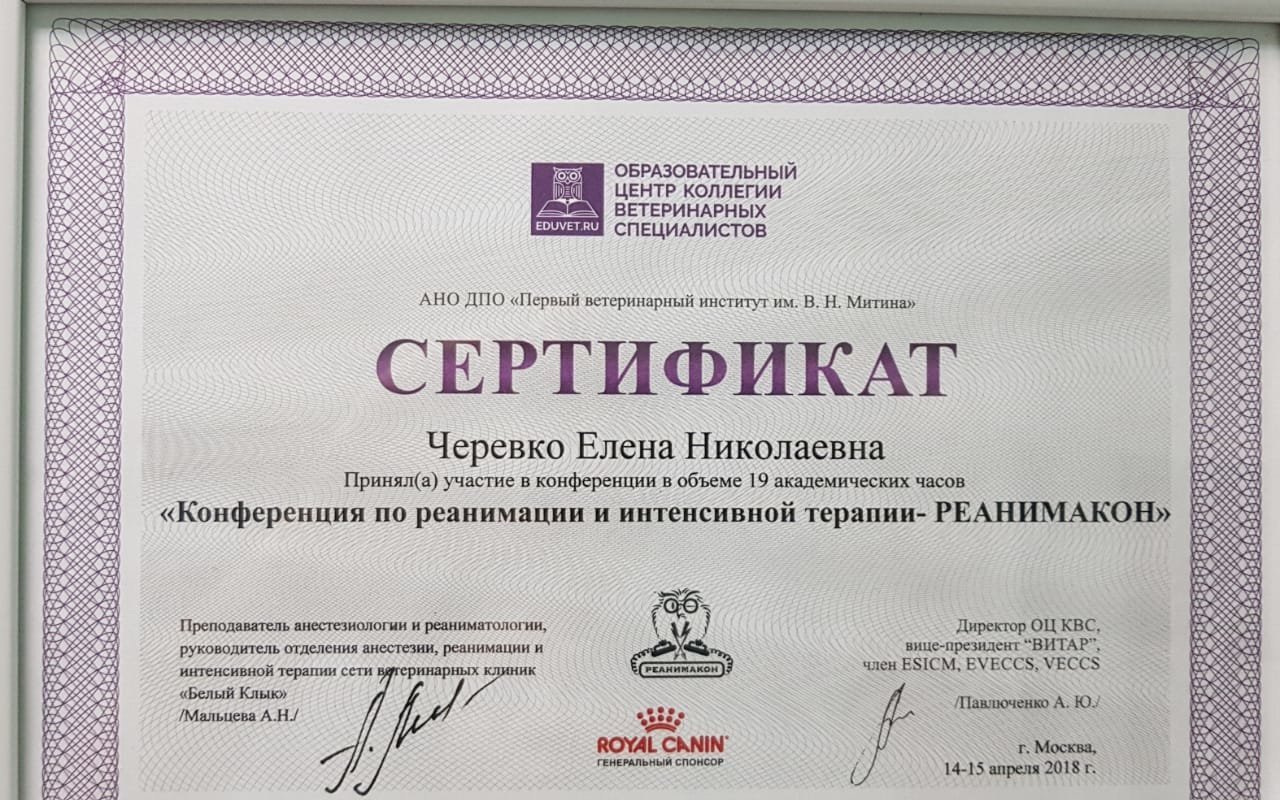 EDUVET.RU
ОБРАЗОВАТЕЛЬНЫЙ
ЦЕНТР КОЛЛЕГИИ
ВЕТЕРИНАРНЫХ
СПЕЦИАЛИСТОВ
АНО ДПО «Первый ветеринарный институт им. В. Н. Митина»
СЕРТИФИКАТ
Черевко Елена Николаевна
Принял(а) участие в конференции в объеме 19 академических часов
«Конференция по реанимации и интенсивной терапии- РЕАНИМАКОН»
Преподаватель анестезиологии и реаниматологии,
руководитель отделения анестезии, реанимации и
интенсивной терапии сети ветеринарных клиник
«Белый Клык»
/Мальцева А.Н./
РЕАНИМАКОН
ROYAL CANIN
ГЕНЕРАЛЬНЫЙ СПОНСОР
Директор ОЦ КВС,
вице-президент “ВИТАР”,
член ESICM, EVECCS, VECCS
/Павлюченко А. Ю./
г. Москва,
14-15 апреля 2018 г.